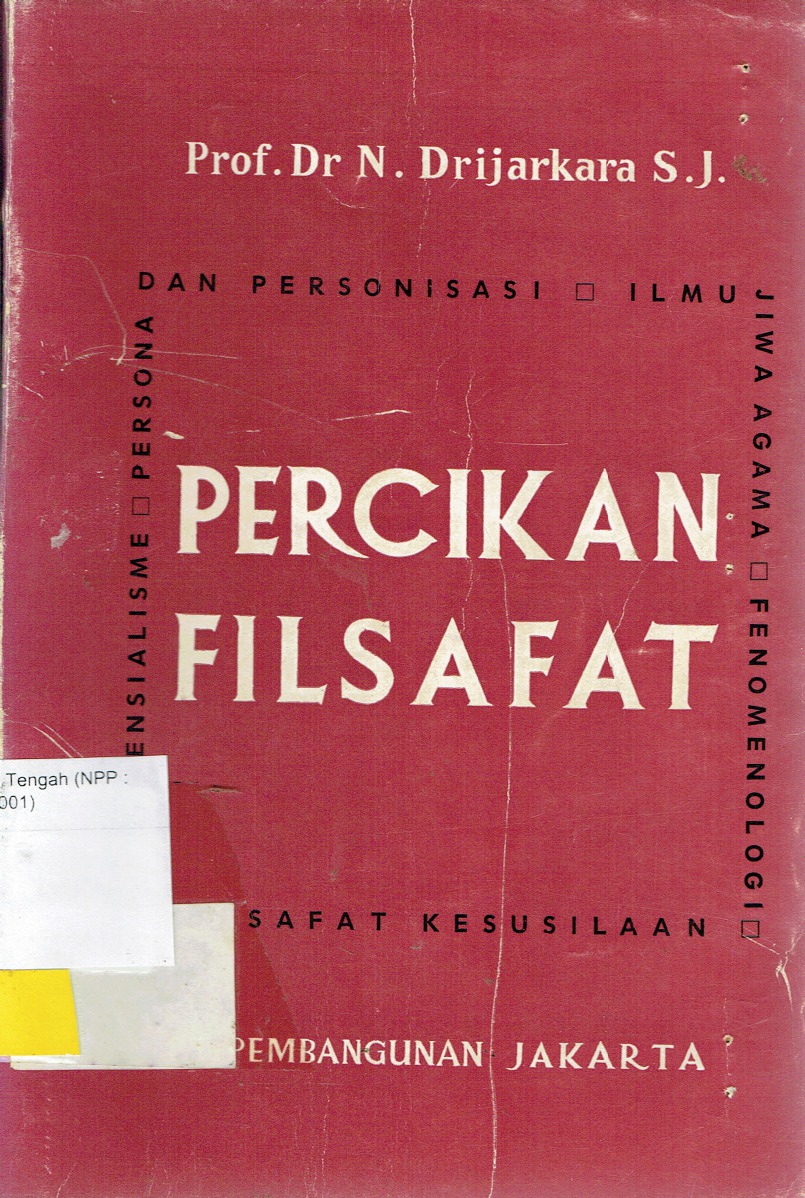 Prof. Dr N. Drijarkara S.J.
ENSIALISME □ PERSONA
DAN PERSONISASI □ ILMU
JIWA AGAMA □ FENOMENOLOGI □
SAFAT KESUSILAAN
PERCIKAN
FILSAFAT
Tengah (NPP :
001)
PEMBANGUNAN JAKARTA